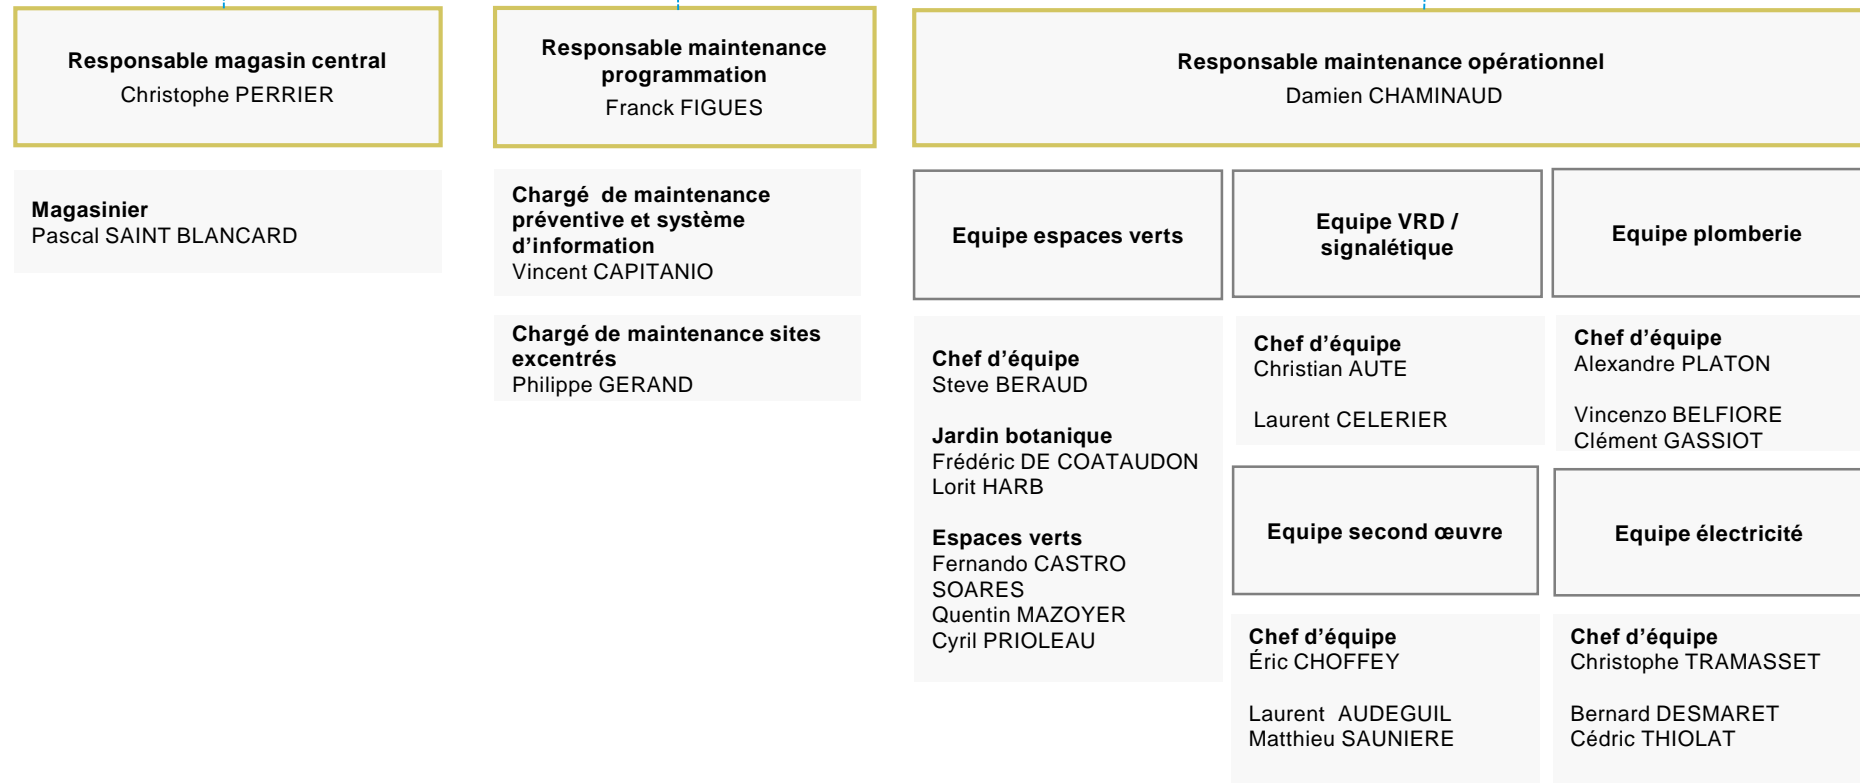 Responsable magasin central
Christophe PERRIER
Magasinier
Pascal SAINT BLANCARD
Responsable maintenance
programmation
Franck FIGUES
Chargé de maintenance
préventive et système
d’information
Vincent CAPITANIO
Chargé de maintenance sites
excentrés
Philippe GERAND
Responsable maintenance opérationnel
Damien CHAMINAUD
Equipe espaces verts
Chef d’équipe
Steve BERAUD
Jardin botanique
Frédéric DE COATAUDON
Lorit HARB
Espaces verts
Fernando CASTRO
SOARES
Quentin MAZOYER
Cyril PRIOLEAU
Equipe VRD /
signalétique
Chef d’équipe
Christian AUTE
Laurent CELERIER
Equipe second œuvre
Chef d’équipe
Éric CHOFFEY
Laurent AUDEGUIL
Matthieu SAUNIERE
Equipe plomberie
Chef d’équipe
Alexandre PLATON
Vincenzo BELFIORE
Clément GASSIOT
Equipe électricité
Chef d’équipe
Christophe TRAMASSET
Bernard DESMARET
Cédric THIOLAT